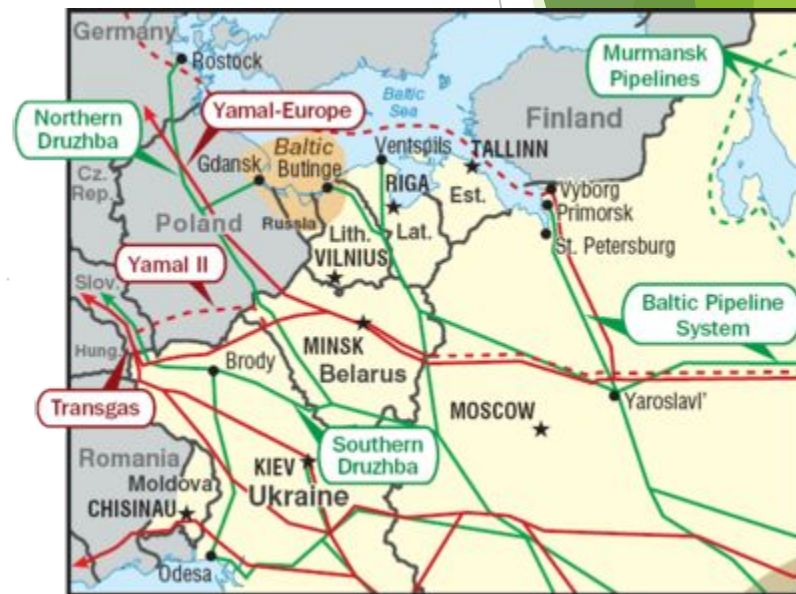 Germany
Rostock
Murmansk
Pipelines
Baltic
Sea
Northern
Druzhba
Yamal-Europe
Finland
Baltic
Ventspils
TALLINN
Gdansk
Butinge
Cz.
Rep.
RIGA
Est.
Vyborg
Primorsk
Poland
Russia
Lith.
Lat.
St. Petersburg
VILNIUS
Yamal II
Slov.
Baltic Pipeline
System
Hung.
Brody
MINSK
Belarus
Transgas
MOSCOW
Yaroslavl'
Romania
Southern
Druzhba
KIEV
Moldova
Ukraine
CHISINAU
Odesa